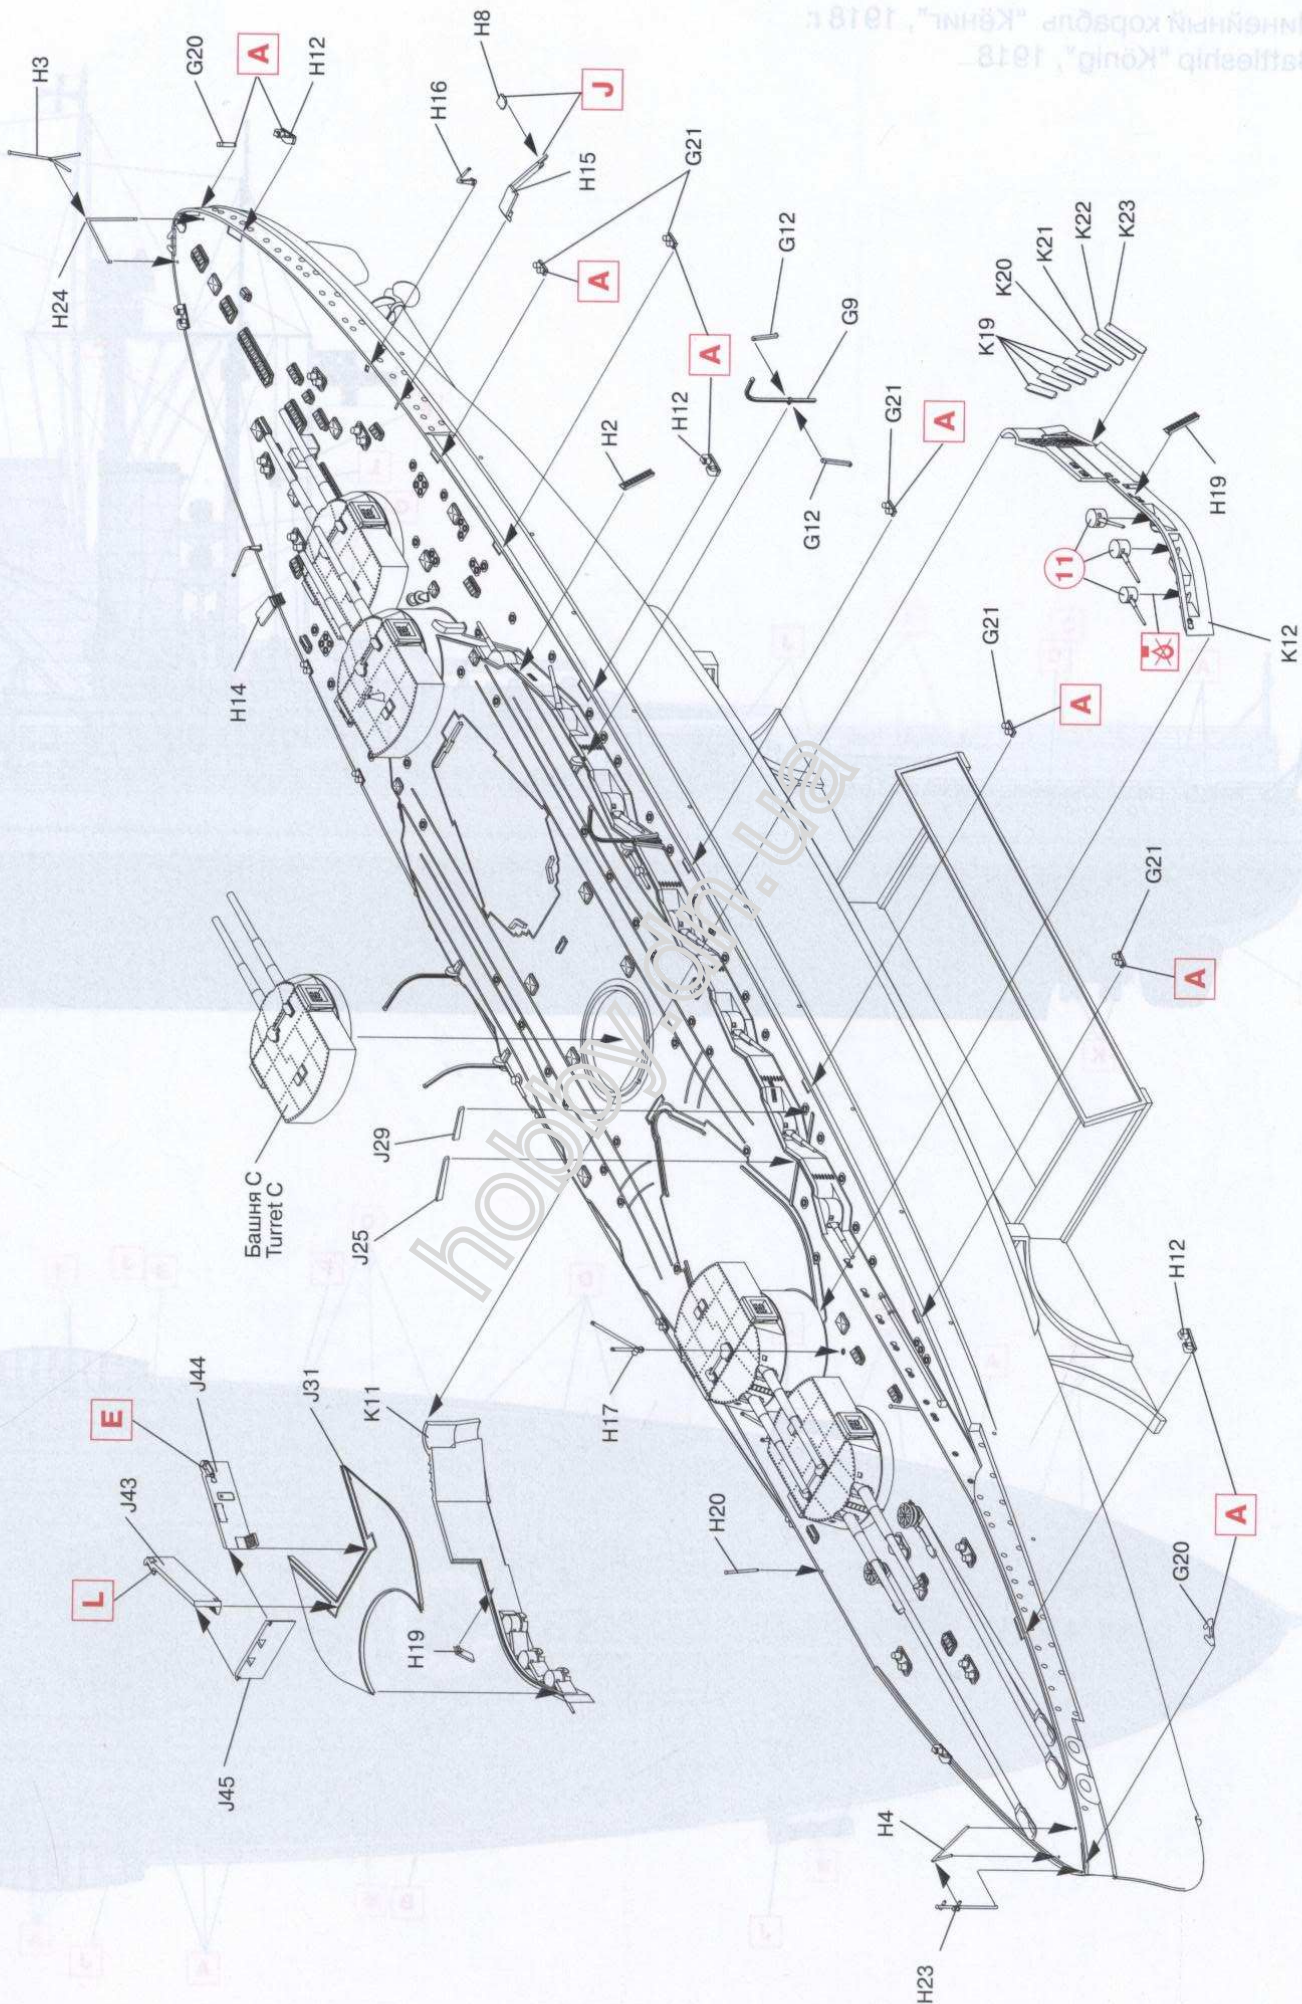 Линейный корабль "Кёниг", 1918 г.
Battleship "König", 1918
H3
G20
A
H12
H8
J
H16
H15
H24
G21
A
A
G12
G9
H12
H2
G12
G21
A
K19
K20
K21
K22
K23
H19
11
K12
H14
G21
A
G21
A
Башня C
Turret C
J29
J25
hobby.dn.ua
H12
A
G20
E
J44
J43
L
J45
J31
K11
H19
H17
H20
H4
H23